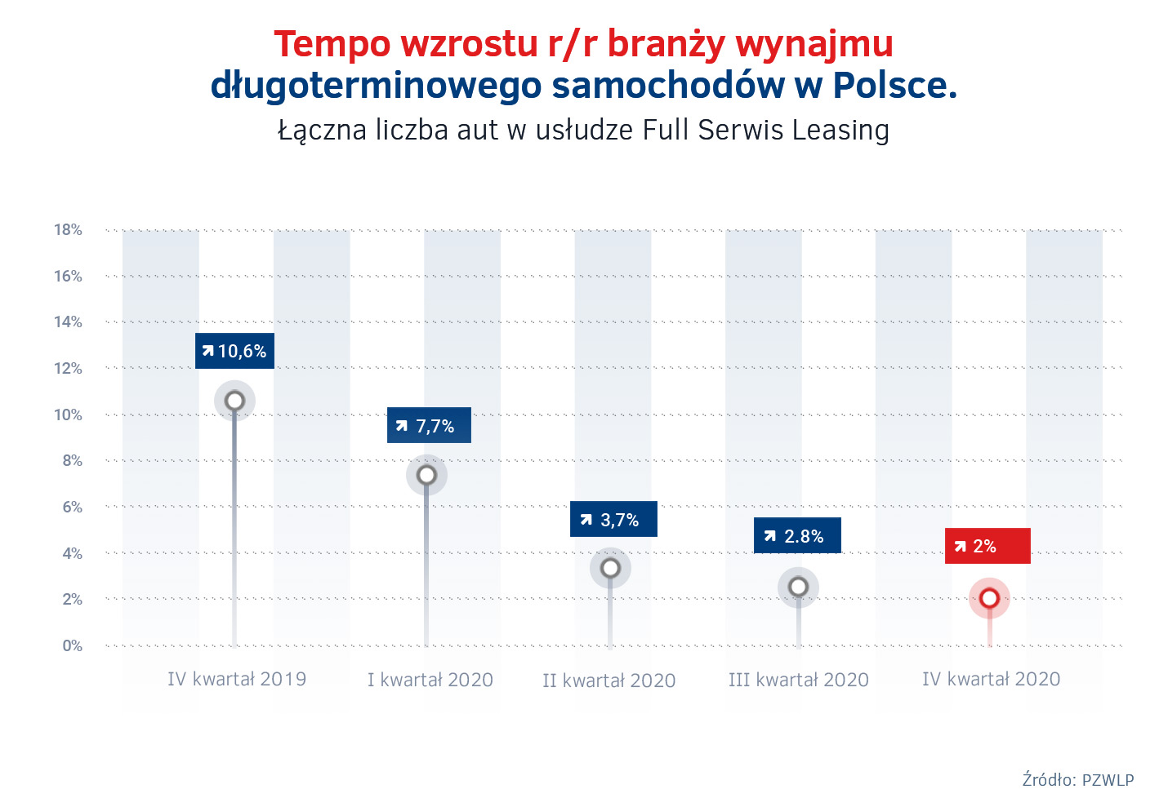 Tempo wzrostu r/r branży wynajmu
długoterminowego samochodów w Polsce.
Łączna liczba aut w usłudze Full Serwis Leasing
18%
16%
14%
12%
10%
8%
6%
4%
2%
0%
10,6%
7,7%
3,7%
2.8%
2%
IV kwartał 2019
I kwartał 2020
II kwartał 2020
III kwartał 2020
IV kwartał 2020
Źródło: PZWLP